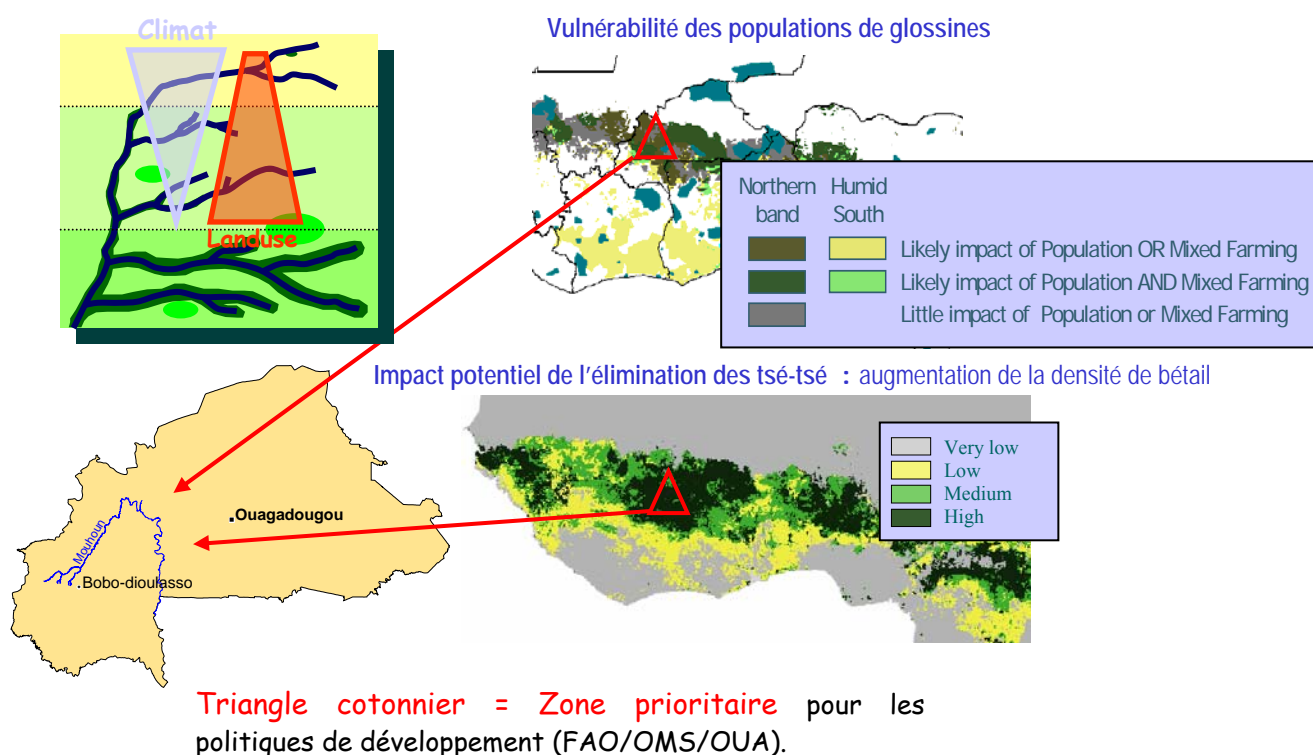 Climat
Landuse
Vulnérabilité des populations de glossines
Northern Humid
band South
Likely impact of Population OR Mixed Farming
Likely impact of Population AND Mixed Farming
Little impact of Population or Mixed Farming
Impact potentiel de l'élimination des tsé-tsé : augmentation de la densité de bétail
Very low
Low
Medium
High
Ouagadougou
Mouhoun
Bobo-dioulasso
Triangle cotonnier = Zone prioritaire pour les
politiques de développement (FAO/OMS/OUA).